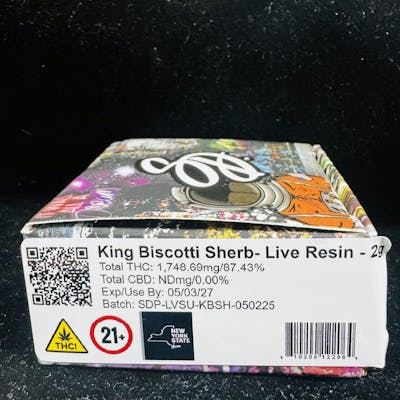 King Biscotti Sherb- Live Resin - 2g
Total THC: 1,748.69mg/87.43%
Total CBD: NDmg/0.00%
Exp/Use By: 05/03/27
Batch: SDP-LVSU-KBSH-050225
THC!
21+
NEW
YORK
STATE